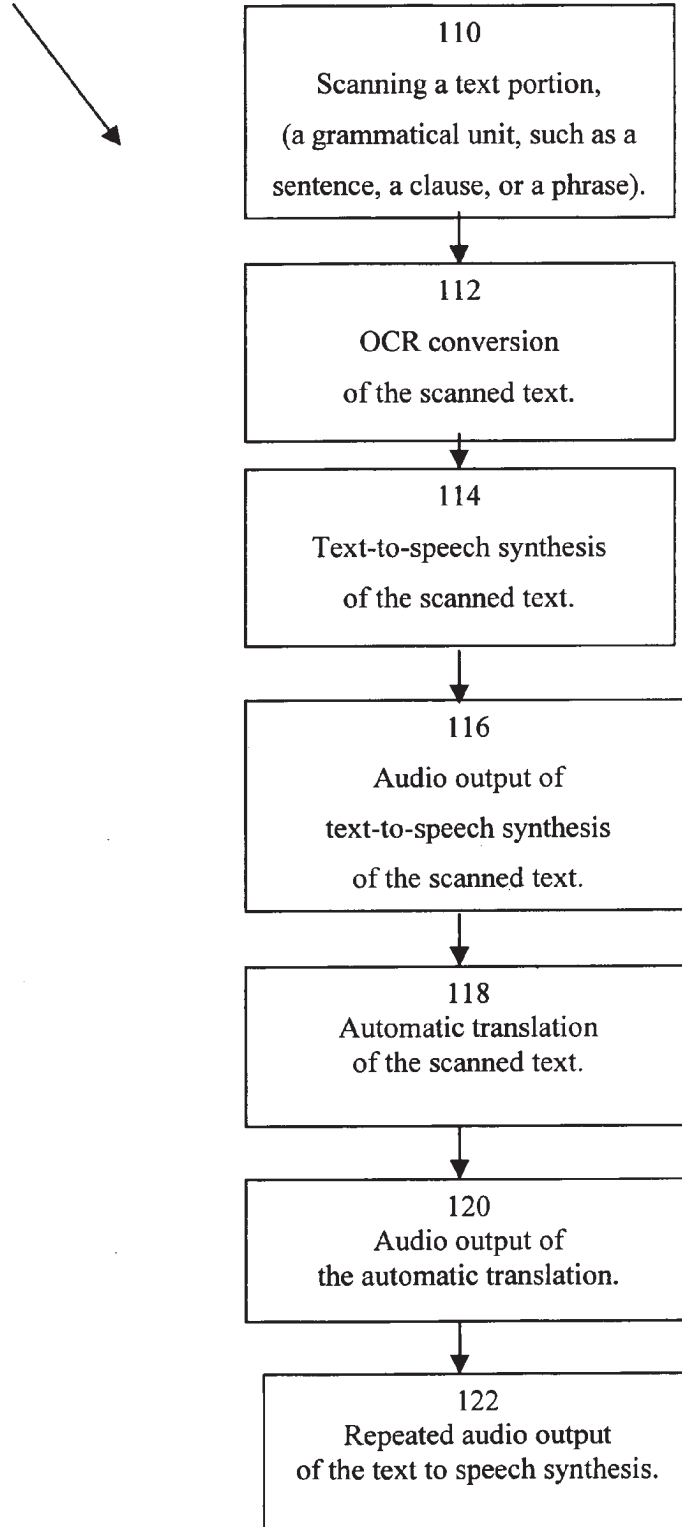 110
Scanning a text portion,
(a grammatical unit, such as a
sentence, a clause, or a phrase).
112
OCR conversion
of the scanned text.
114
Text-to-speech synthesis
of the scanned text.
116
Audio output of
text-to-speech synthesis
of the scanned text.
118
Automatic translation
of the scanned text.
120
Audio output of
the automatic translation.
122
Repeated audio output
of the text to speech synthesis.